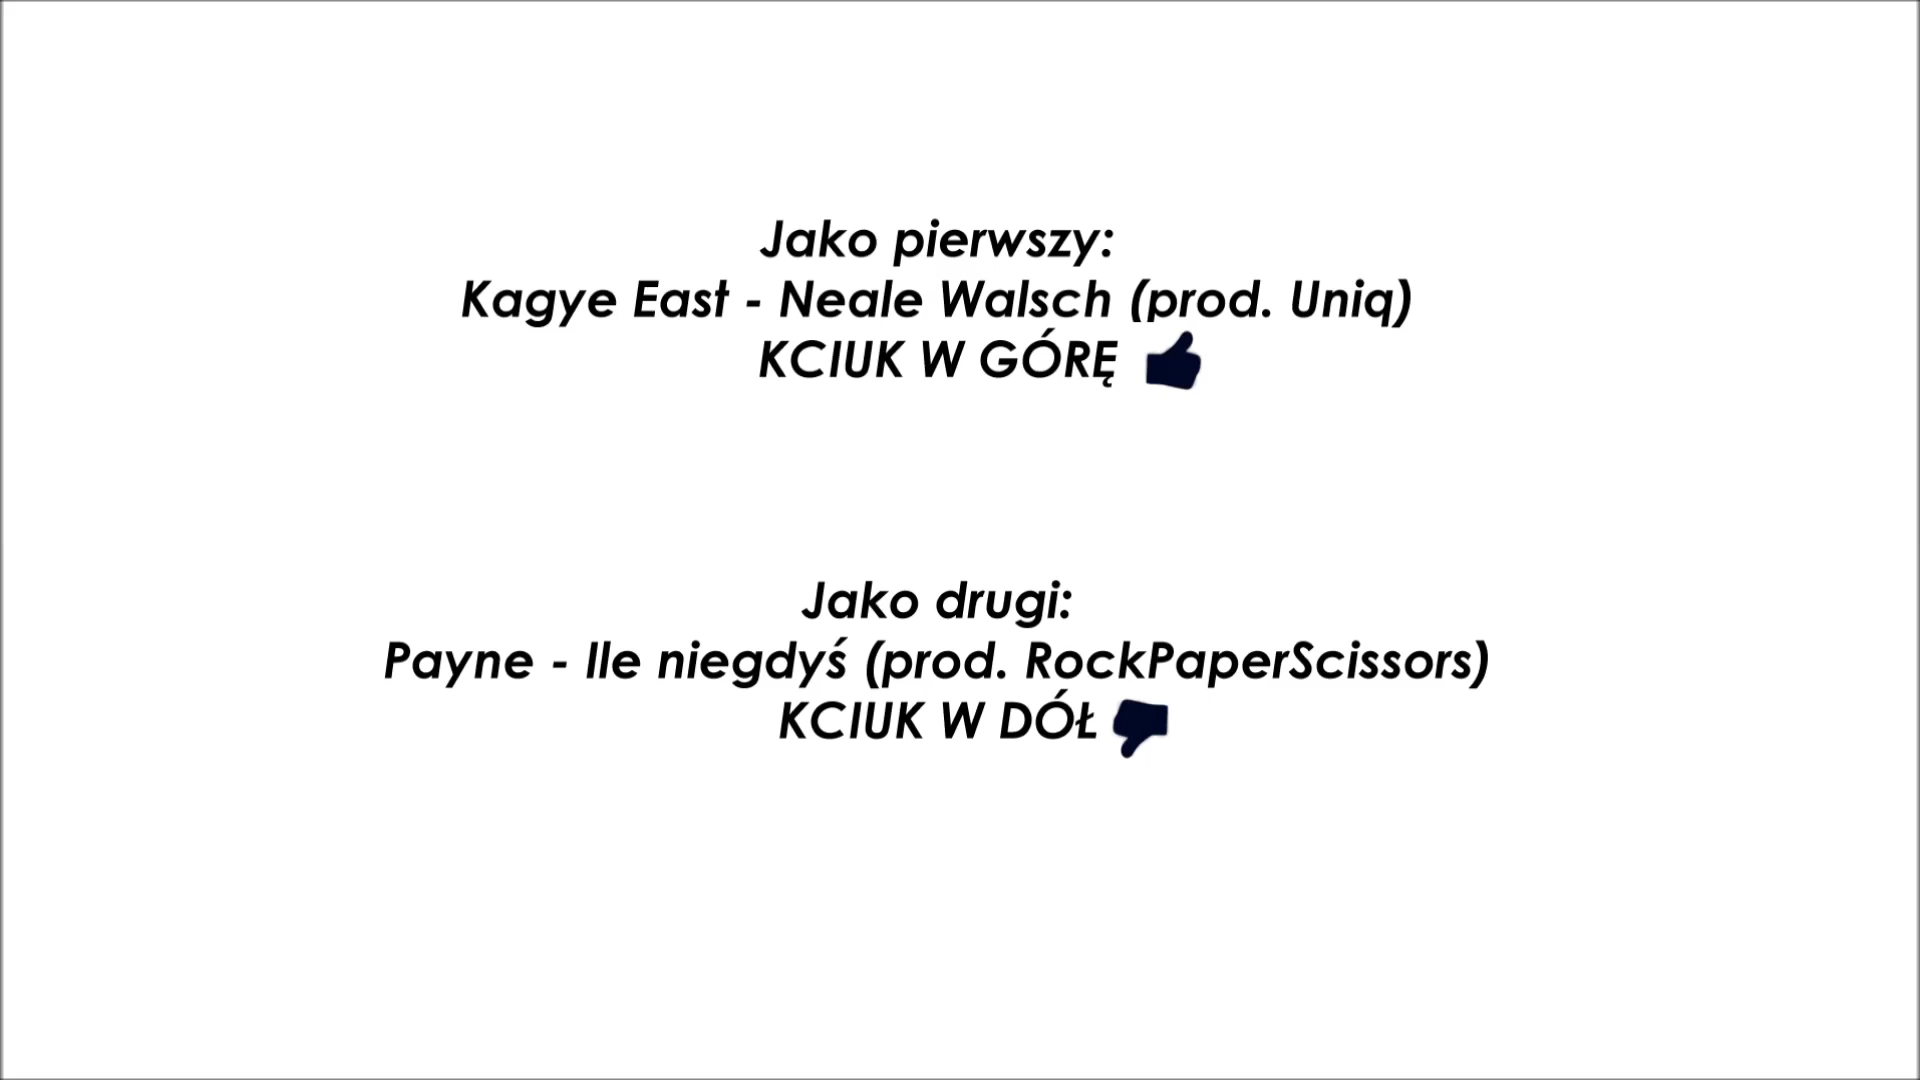 Jako pierwszy:
Kagye East - Neale Walsch (prod. Uniq)
KCIUK W GÓRĘ
Jako drugi:
Payne - Ile niegdyś (prod. RockPaperScissors)
KCIUK W DÓŁ